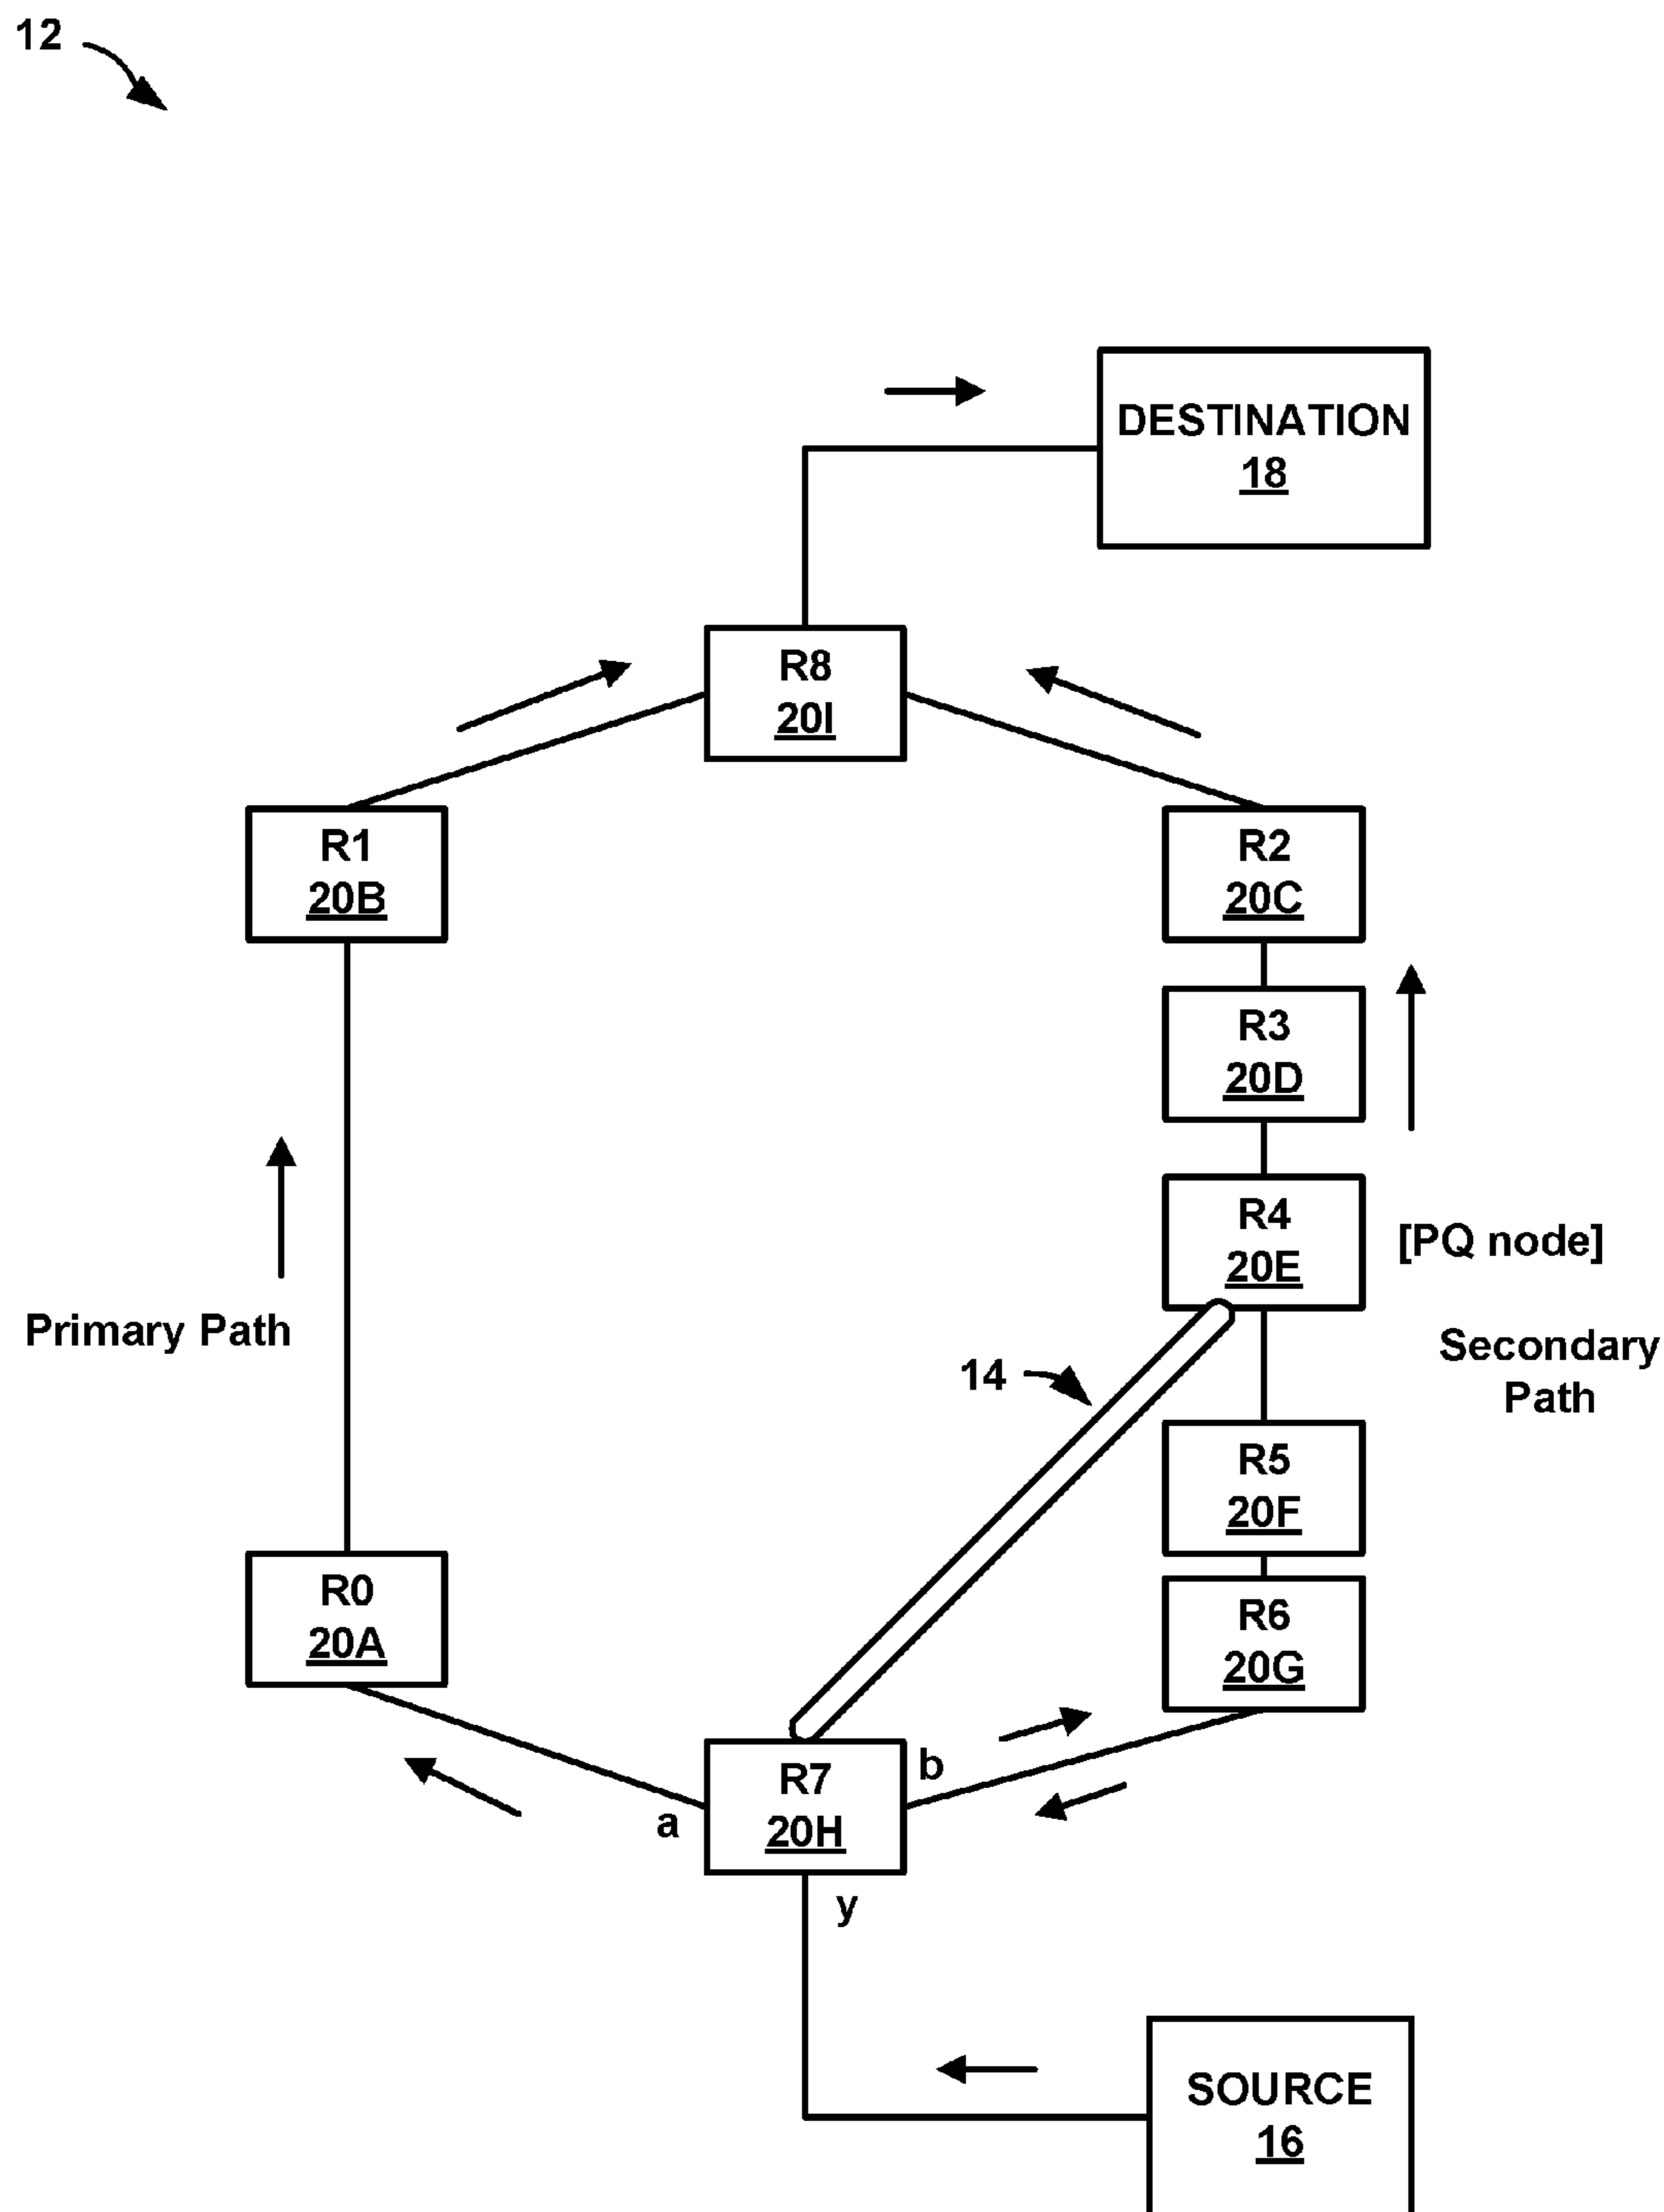 12
DESTINATION
18
R8
20I
R1
20B
R2
20C
R3
20D
R4
20E
[PQ node]
Primary Path
Secondary
Path
14
R5
20F
R0
20A
R6
20G
R7
20H
a
b
y
SOURCE
16